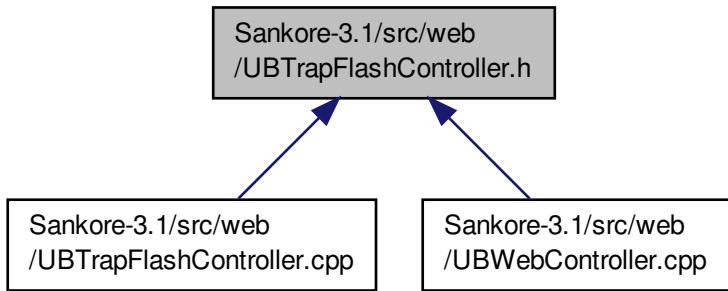 Sankore-3.1/src/web
/UBTrapFlashController.h
Sankore-3.1/src/web
/UBTrapFlashController.cpp
Sankore-3.1/src/web
/UBWebController.cpp